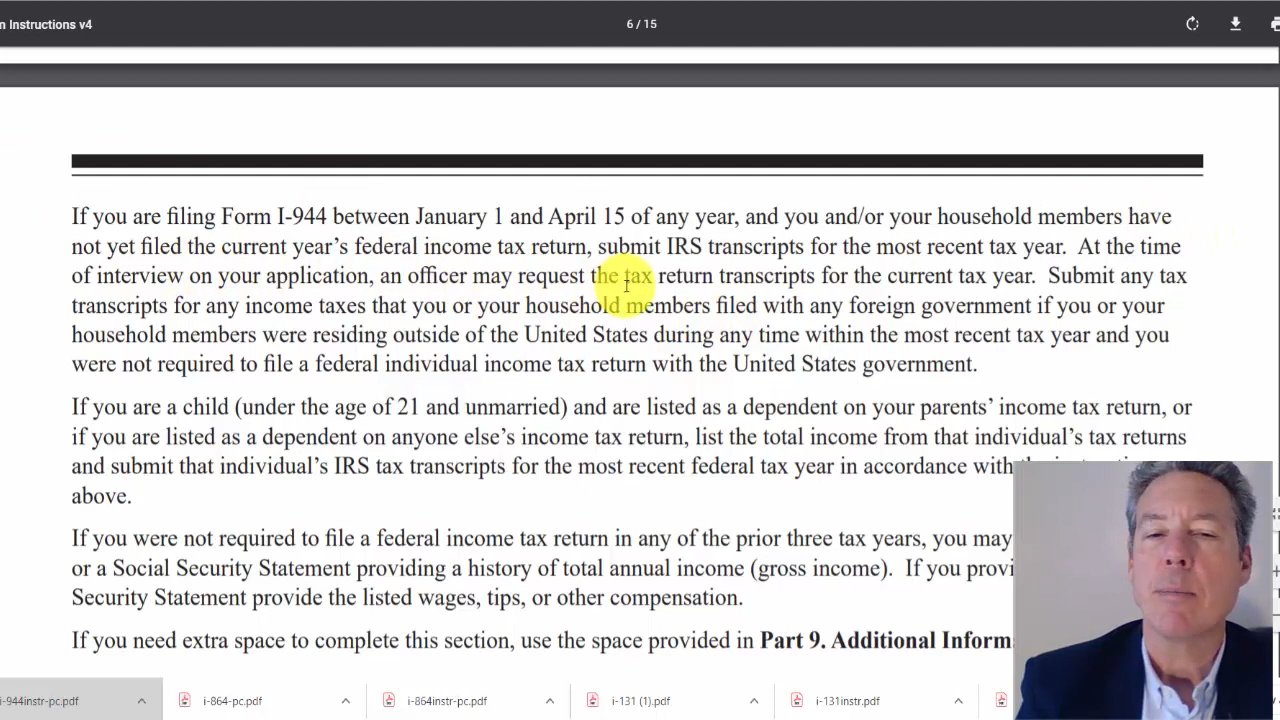 n Instructions v4
6 / 15
If you are filing Form I-944 between January 1 and April 15 of any year, and you and/or your household members have
not yet filed the current year’s federal income tax return, submit IRS transcripts for the most recent tax year.  At the time
of interview on your application, an officer may request the tax return transcripts for the current tax year.  Submit any tax
transcripts for any income taxes that you or your household members filed with any foreign government if you or your
household members were residing outside of the United States during any time within the most recent tax year and you
were not required to file a federal individual income tax return with the United States government.
If you are a child (under the age of 21 and unmarried) and are listed as a dependent on your parents’ income tax return, or
if you are listed as a dependent on anyone else’s income tax return, list the total income from that individual’s tax returns
and submit that individual’s IRS tax transcripts for the most recent federal tax year in accordance with
above.
If you were not required to file a federal income tax return in any of the prior three tax years, you may
or a Social Security Statement providing a history of total annual income (gross income).  If you provi
Security Statement provide the listed wages, tips, or other compensation.
If you need extra space to complete this section, use the space provided in Part 9. Additional Inform
i-944instr-pc.pdf
i-864-pc.pdf
i-864instr-pc.pdf
i-131 (1).pdf
i-131instr.pdf